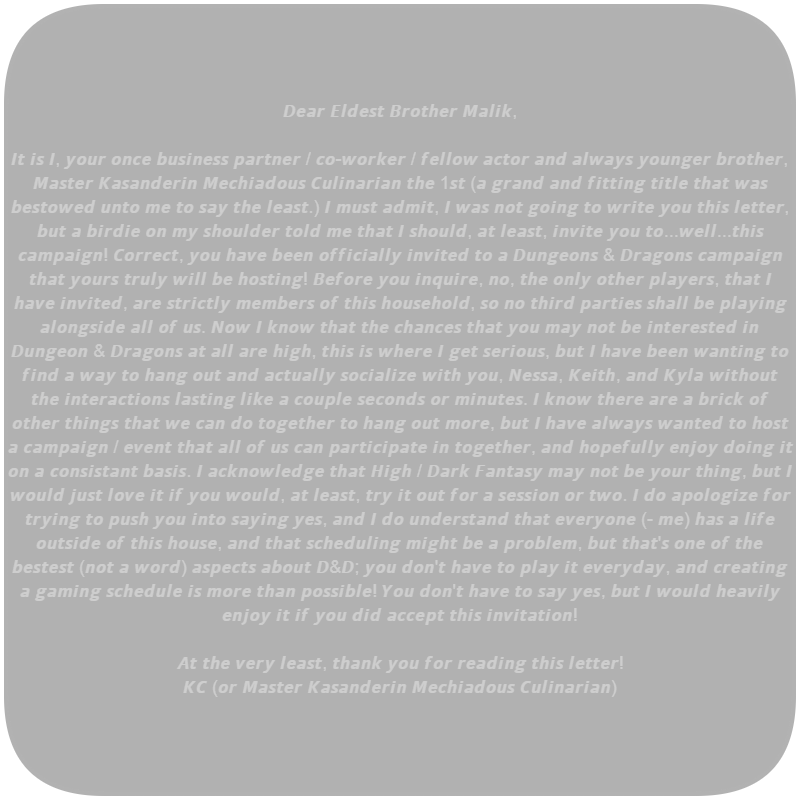 Dear Eldest Brother Malik,
It is I, your once business partner / co-worker / fellow actor and always younger brother,
Master Kasanderin Mechiadous Culinarian the 1st (a grand and fitting title that was
bestowed unto me to say the least.) I must admit, I was not going to write you this letter,
but a birdie on my shoulder told me that I should, at least, invite you to...well...this
campaign! Correct, you have been officially invited to a Dungeons & Dragons campaign
that yours truly will be hosting! Before you inquire, no, the only other players, that I
have invited, are strictly members of this household, so no third parties shall be playing
alongside all of us. Now I know that the chances that you may not be interested in
Dungeon & Dragons at all are high, this is where I get serious, but I have been wanting to
find a way to hang out and actually socialize with you, Nessa, Keith, and Kyla without
the interactions lasting like a couple seconds or minutes. I know there are a brick of
other things that we can do together to hang out more, but I have always wanted to host
a campaign / event that all of us can participate in together, and hopefully enjoy doing it
on a consistant basis. I acknowledge that High / Dark Fantasy may not be your thing, but I
would just love it if you would, at least, try it out for a session or two. I do apologize for
trying to push you into saying yes, and I do understand that everyone (- me) has a life
outside of this house, and that scheduling might be a problem, but that's one of the
bestest (not a word) aspects about D&D; you don't have to play it everyday, and creating
a gaming schedule is more than possible! You don't have to say yes, but I would heavily
enjoy it if you did accept this invitation!
At the very least, thank you for reading this letter!
KC (or Master Kasanderin Mechiadous Culinarian)